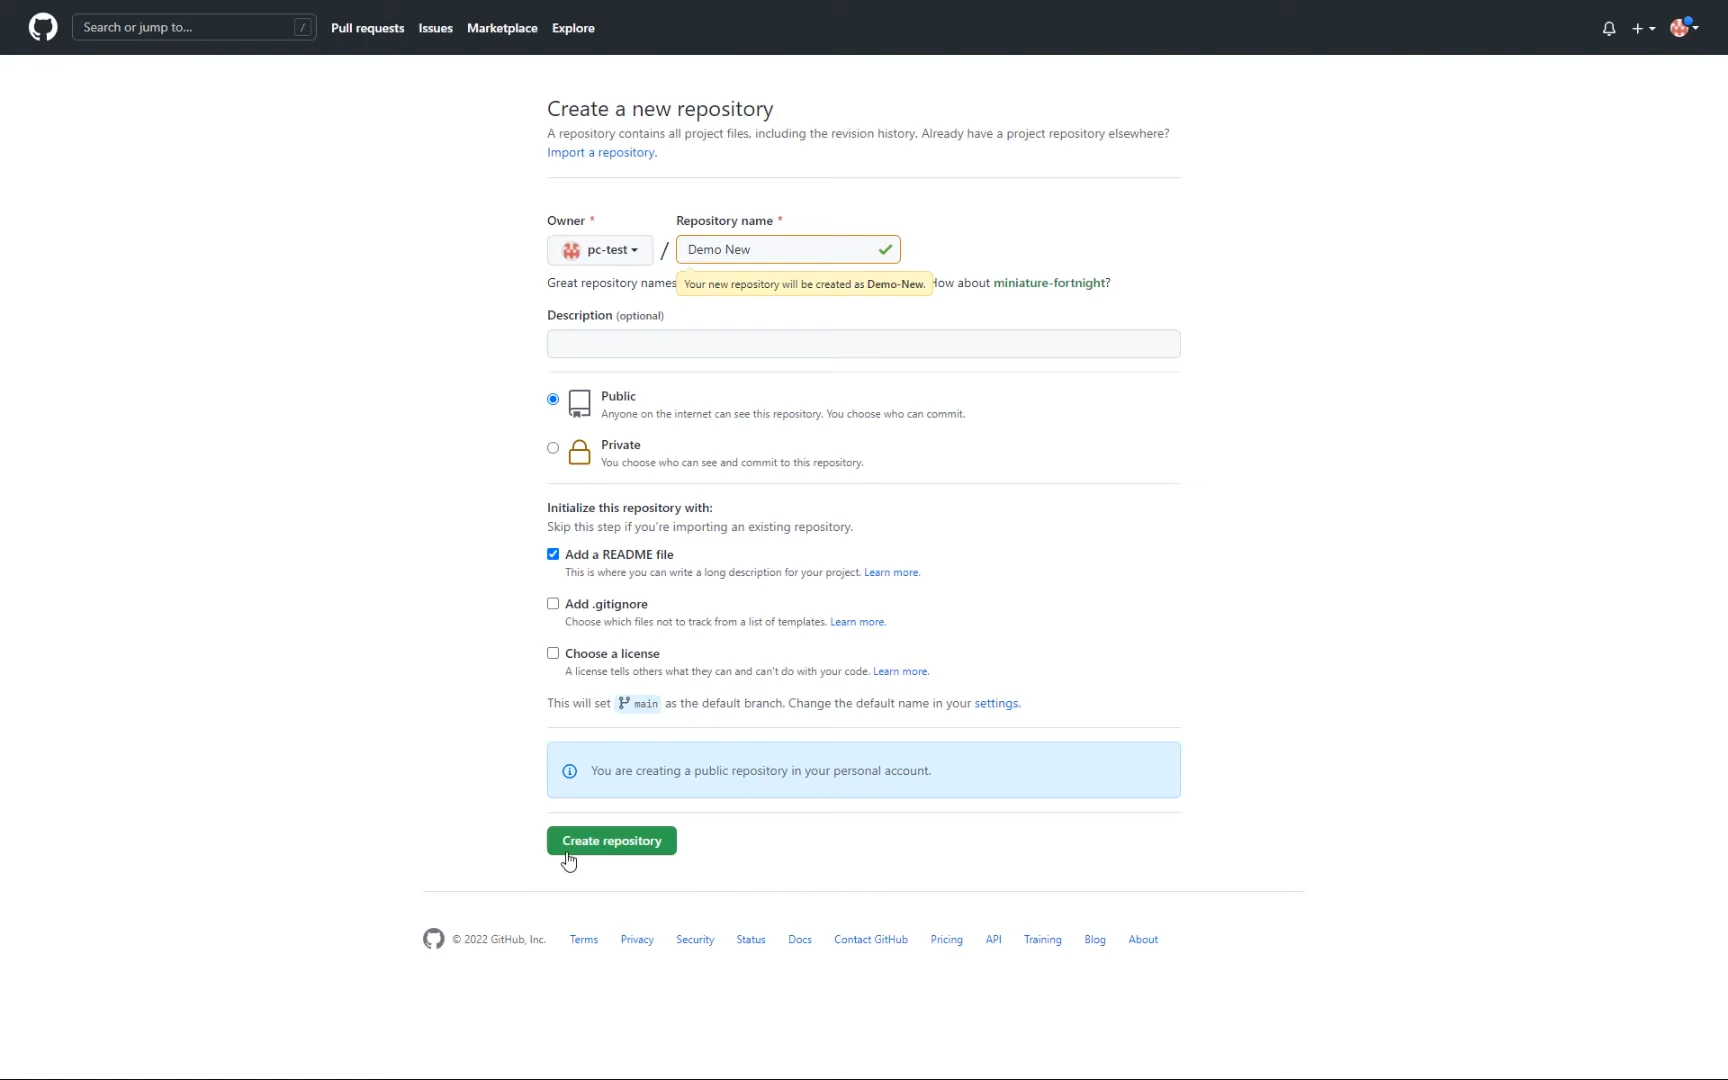 Search or jump to... / Pull requests Issues Marketplace Explore
Create a new repository
A repository contains all project files, including the revision history. Already have a project repository elsewhere?
Import a repository.
Owner * Repository name *
pc-test / Demo New
Great repository names How about miniature-fortnight?
Your new repository will be created as Demo-New.
Description (optional)
Public
Anyone on the internet can see this repository. You choose who can commit.
Private
You choose who can see and commit to this repository.
Initialize this repository with:
Skip this step if you're importing an existing repository.
Add a README file
This is where you can write a long description for your project. Learn more.
Add .gitignore
Choose which files not to track from a list of templates. Learn more.
Choose a license
A license tells others what they can and can't do with your code. Learn more.
This will set main as the default branch. Change the default name in your settings.
You are creating a public repository in your personal account.
Create repository
© 2022 GitHub, Inc. Terms Privacy Security Status Docs Contact GitHub Pricing API Training Blog About